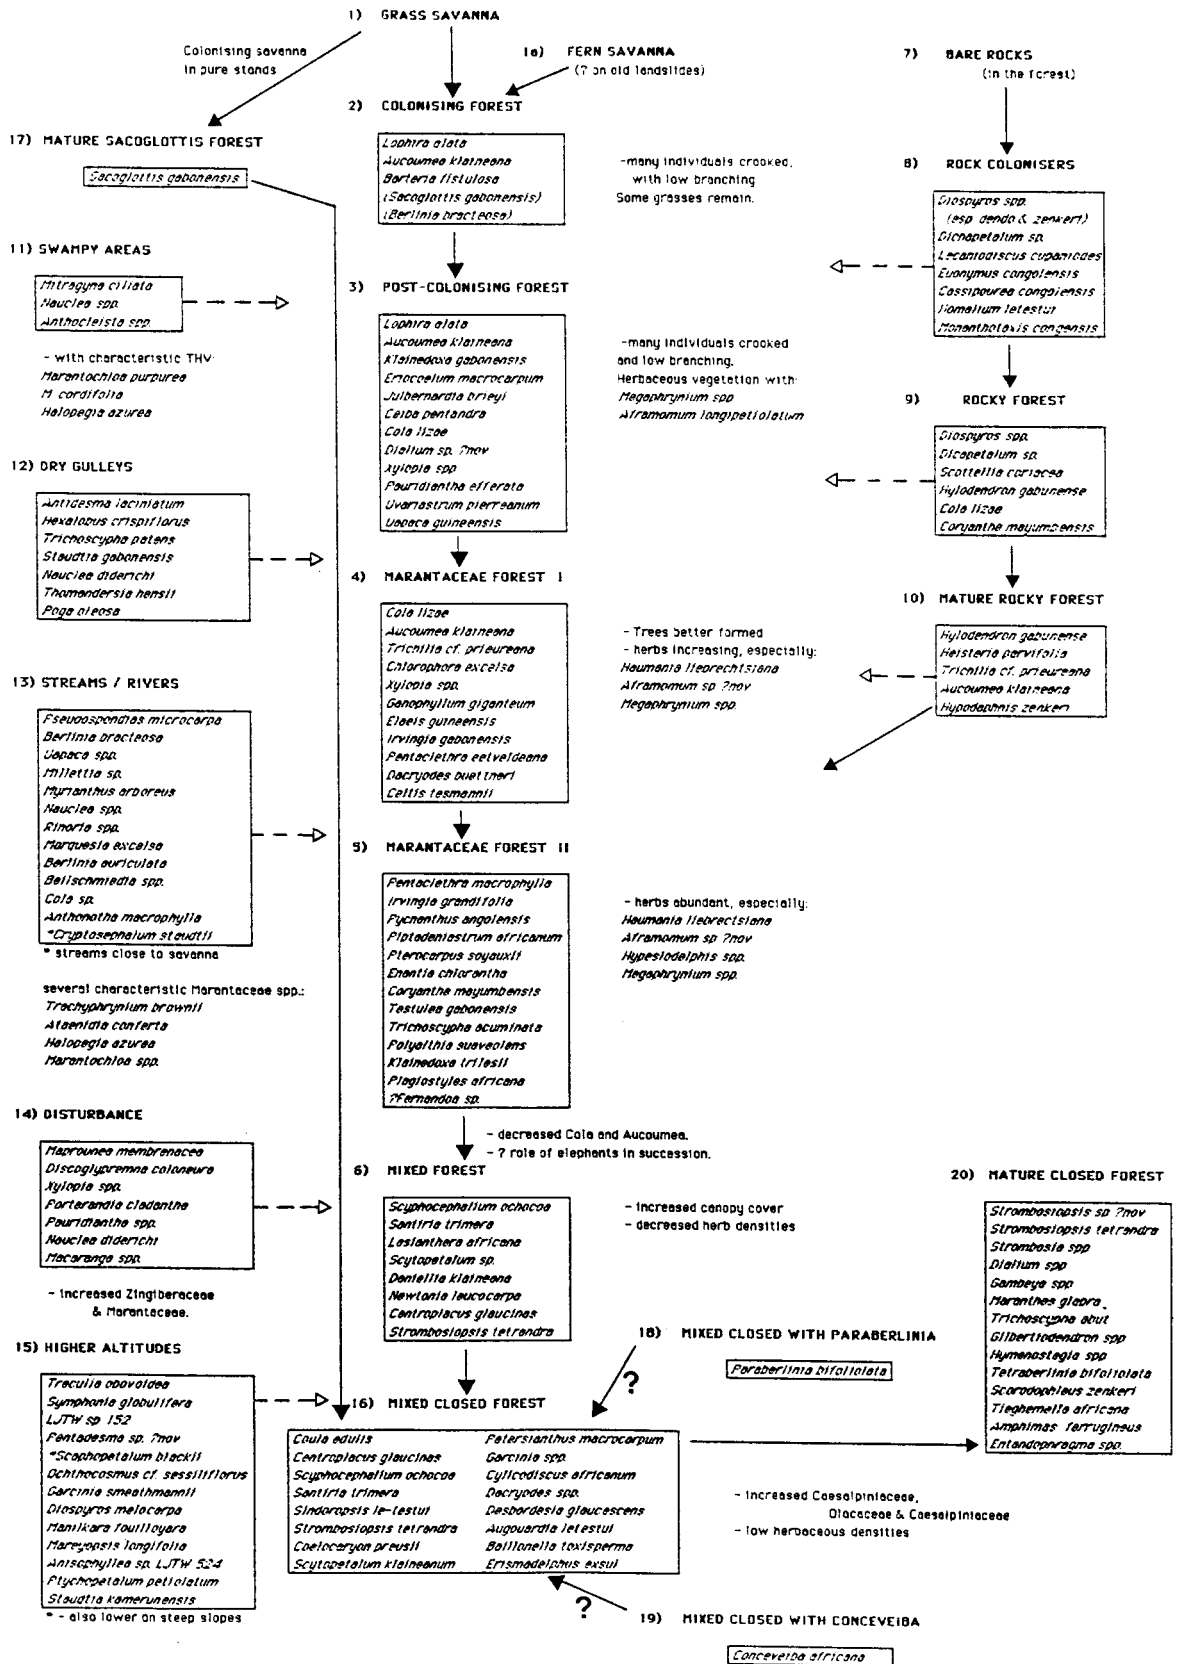 1) GRASS SAVANNA
Colonising savanna
in pure stands
1a) FERN SAVANNA
(? on old landslides)
7) BARE ROCKS
(in the forest)
2) COLONISING FOREST
Lophira alata
Aucoumea klaineana
Barteria fistulosa
(Sacoglottis gabonensis)
(Berlinia bracteosa)
-many individuals crooked,
with low branching
Some grasses remain.
17) MATURE SACOGLOTTIS FOREST
Sacoglottis gabonensis
8) ROCK COLONISERS
Diospyros spp.
(esp. dendo & zenkeri)
Dichapetalum sp.
Lecaniodiscus cupanioides
Euonymus congolensis
Cassipourea congolensis
Homalium letestui
Monanthotaxis congensis
11) SWAMPY AREAS
Mitragyna ciliata
Nauclea spp.
Anthocleista spp.
- with characteristic THV:
Marantochloa purpurea
M. cordifolia
Halopegia azurea
3) POST-COLONISING FOREST
Lophira alata
Aucoumea klaineana
Klainedoxa gabonensis
Eriocoelum macrocarpum
Julbernardia brieyi
Ceiba pentandra
Cola lizae
Dialium sp. ?nov
Xylopia spp
Pauridiantha efferata
Uvariastrum pierreanum
Uapaca guineensis
-many individuals crooked
and low branching.
Herbaceous vegetation with:
Megaphrynium spp
Aframomum longipetiolatum
9) ROCKY FOREST
Diospyros spp.
Dicapetalum sp.
Scottellia coriacea
Hylodendron gabunense
Cola lizae
Coryanthe mayumbensis
12) DRY GULLEYS
Antidesma laciniatum
Hexalobus crispiflorus
Trichoscypha patens
Staudtia gabonensis
Nauclea diderichi
Thomandersia hensii
Poga oleosa
4) MARANTACEAE FOREST I
Cola lizae
Aucoumea klaineana
Trichilia cf. prieureana
Chlorophora excelsa
Xylopia spp.
Ganophyllum giganteum
Elaeis guineensis
Irvingia gabonensis
Pentaclethra eetveldeana
Dacryodes buettneri
Celtis tesmannii
- Trees better formed
- herbs increasing, especially:
Haumania liebrechtsiana
Aframomum sp ?nov
Megaphrynium spp.
10) MATURE ROCKY FOREST
Hylodendron gabunense
Heisteria parvifolia
Trichilia cf. prieureana
Aucoumea klaineana
Hypodaphnis zenkeri
13) STREAMS / RIVERS
Pseudospondias microcarpa
Berlinia bracteosa
Uapaca spp.
Millettia sp.
Myrianthus arboreus
Nauclea spp.
Rinoria spp.
Marquesia excelsa
Berlinia auriculata
Beilschmiedia spp.
Cola sp.
Anthonotha macrophylla
*Cryptosephalum staudtii
* streams close to savanna
several characteristic Marantaceae spp.:
Trachyphrynium brownii
Ataenidia conferta
Halopegia azurea
Marantochloa spp.
5) MARANTACEAE FOREST II
Pentaclethra macrophylla
Irvingia grandifolia
Pycnanthus angolensis
Piptadeniastrum africanum
Pterocarpus soyauxii
Enantia chlorantha
Coryanthe mayumbensis
Testulea gabonensis
Trichoscypha acuminata
Polyalthia suaveolens
Klainedoxa trilesii
Plagiostyles africana
?Fernandoa sp.
- herbs abundant, especially:
Haumania liebrectsiana
Aframomum sp ?nov
Hypselodelphis spp.
Megaphrynium spp.
- decreased Cola and Aucoumea.
- ? role of elephants in succession.
14) DISTURBANCE
Maprounea membranacea
Discoglypremna coloneura
Xylopia spp.
Porterandia cladantha
Pauridiantha spp.
Nauclea diderichi
Macaranga spp.
- Increased Zingiberaceae
& Marantaceae.
6) MIXED FOREST
Scyphocephalium ochocoa
Santiria trimera
Lasianthera africana
Scytopetalum sp.
Daniellia klaineana
Newtonia leucocarpa
Centroplacus glaucinas
Strombosiopsis tetrandra
- Increased canopy cover
- decreased herb densities
20) MATURE CLOSED FOREST
Strombosiopsis sp ?nov
Strombosiopsis tetrandra
Strombosia spp
Dialium spp
Gambeya spp
Maranthes glabra
Trichoscypha abut
Gilbertiodendron spp
Hymenostegia spp
Tetraberlinia bifoliolata
Scorodophleus zenkeri
Tieghemella africana
Amphimas ferrugineus
Entandophragma spp.
15) HIGHER ALTITUDES
Treculia obovoidea
Symphonia globulifera
LJTW sp 152
Pentadesma sp. ?nov
*Scaphopetalum blackii
Ochthocosmus cf. sessiliflorus
Garcinia smeathmannii
Diospyros melocarpa
Manilkara fouilloyara
Mareyopsis longifolia
Anisophyllea sp. LJTW 524
Ptychopetalum petiolatum
Staudtia kamerunensis
* - also lower on steep slopes
18) MIXED CLOSED WITH PARABERLINIA
Paraberlinia bifoliolata
?
16) MIXED CLOSED FOREST
Coula edulis
Centroplacus glaucinas
Scyphocephalium ochocoa
Santiria trimera
Sindoropsis le-testui
Strombosiopsis tetrandra
Coelocaryon preusii
Scytopetalum klaineanum
Petersianthus macrocarpum
Garcinia spp.
Cylicodiscus africanum
Dacryodes spp.
Desbordesia glaucescens
Augouardia letestui
Baillonella toxisperma
Erismadelphus exsul
- Increased Caesalpiniaceae,
Olacaceae & Caesalpiniaceae
- low herbaceous densities
?
19) MIXED CLOSED WITH CONCEVEIBA
Conceveiba africana